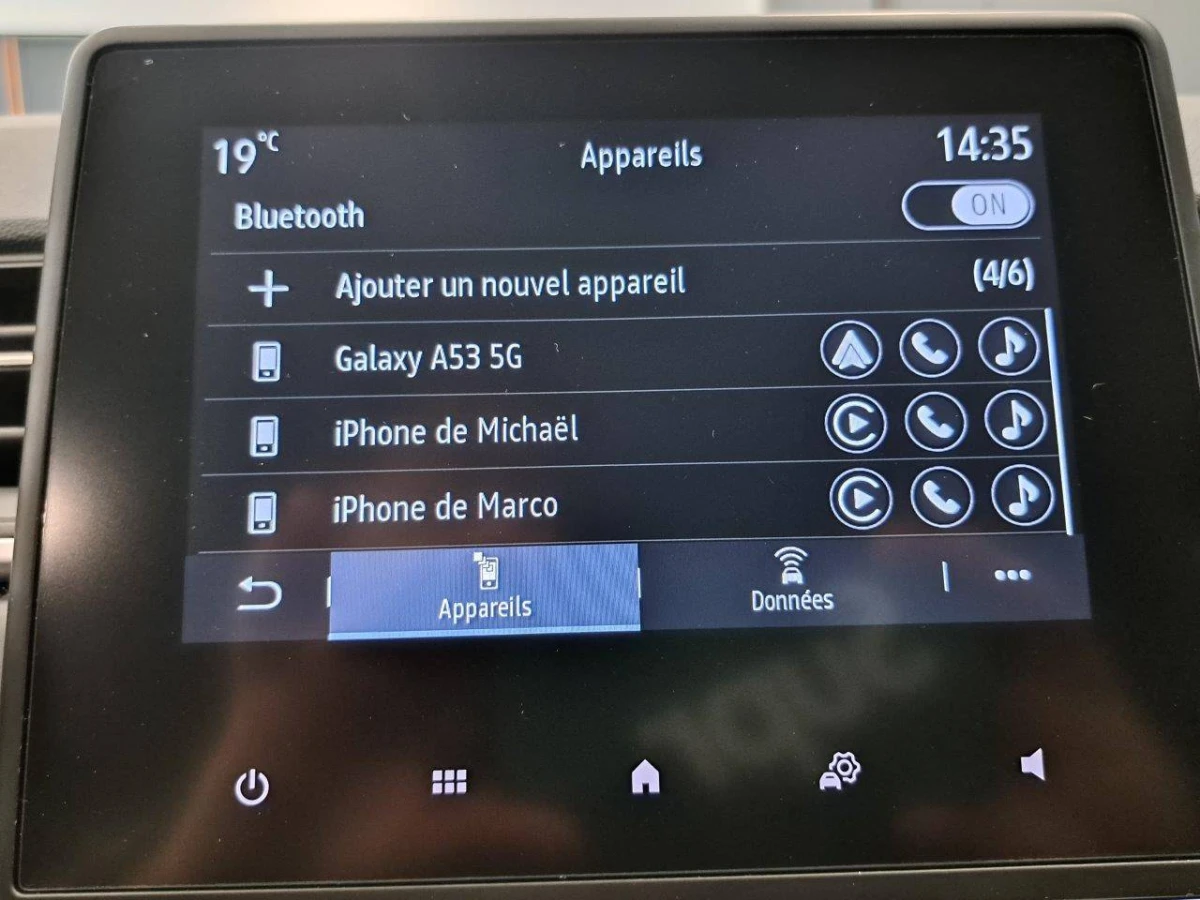 19°C Appareils 14:35
Bluetooth ON
Ajouter un nouvel appareil (4/6)
Galaxy A53 5G
iPhone de Michaël
iPhone de Marco
Appareils Données